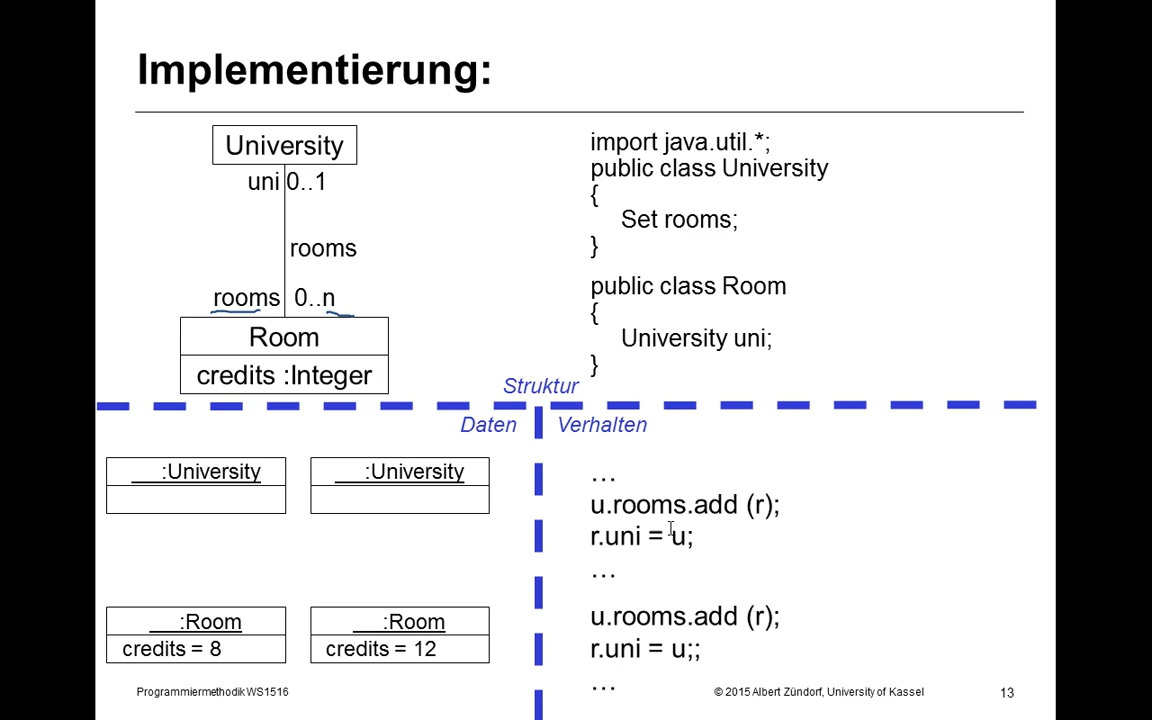 Implementierung:
University
uni 0..1
rooms
rooms 0..n
Room
credits :Integer
import java.util.*;
public class University
{
Set rooms;
}
public class Room
{
University uni;
}
Struktur
Daten
Verhalten
:University
:University
:Room
credits = 8
:Room
credits = 12
…
u.rooms.add (r);
r.uni = u;
…
u.rooms.add (r);
r.uni = u;;
…
Programmiermethodik WS1516
© 2015 Albert Zündorf, University of Kassel
13